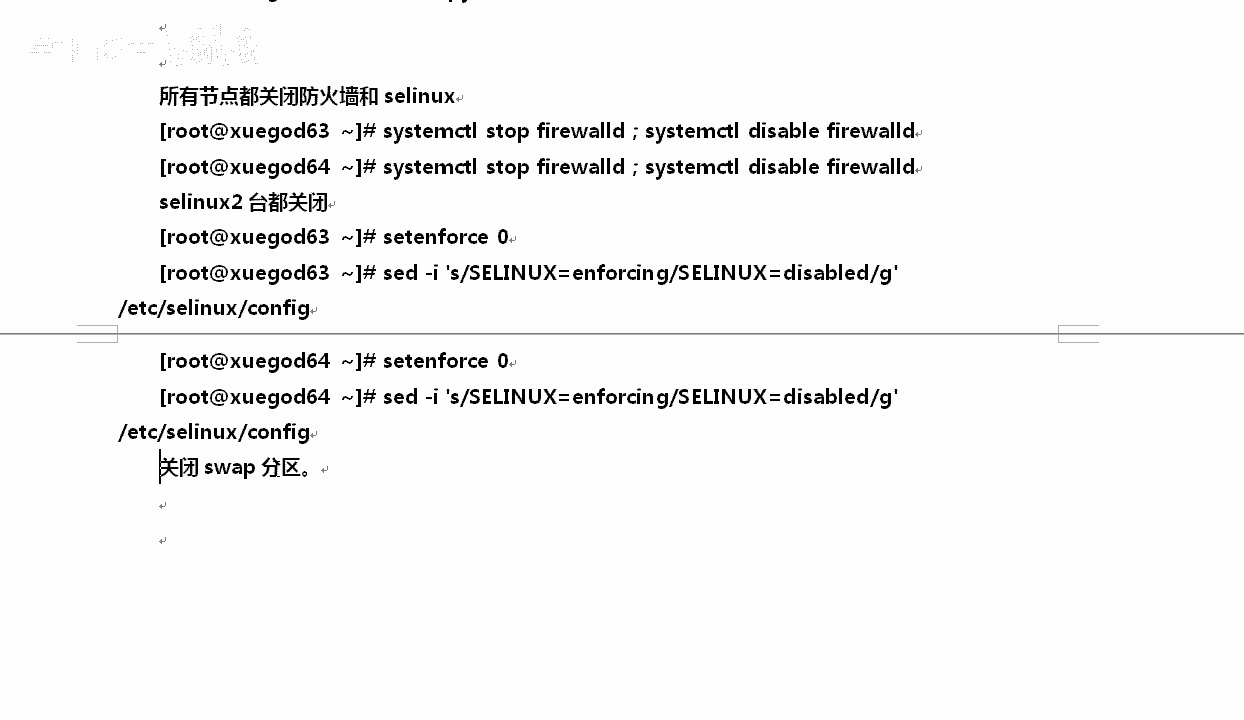 所有节点都关闭防火墙和 selinux
[root@xuegod63 ~]# systemctl stop firewalld ; systemctl disable firewalld
[root@xuegod64 ~]# systemctl stop firewalld ; systemctl disable firewalld
selinux2 台都关闭
[root@xuegod63 ~]# setenforce 0
[root@xuegod63 ~]# sed -i 's/SELINUX=enforcing/SELINUX=disabled/g'
/etc/selinux/config
[root@xuegod64 ~]# setenforce 0
[root@xuegod64 ~]# sed -i 's/SELINUX=enforcing/SELINUX=disabled/g'
/etc/selinux/config
关闭 swap 分区。